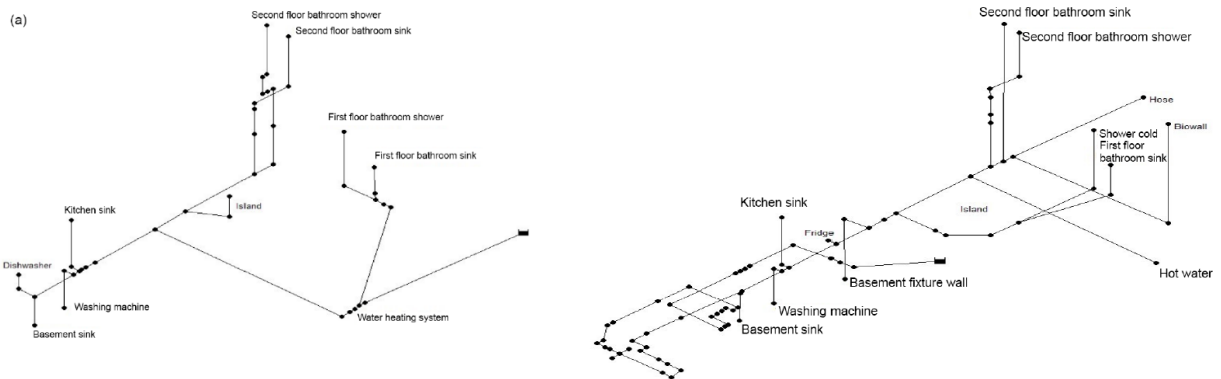 (a)
Second floor bathroom shower
Second floor bathroom sink
First floor bathroom shower
First floor bathroom sink
Island
Kitchen sink
Dishwasher
Washing machine
Water heating system
Basement sink
Second floor bathroom sink
Second floor bathroom shower
Hose
Biowall
Shower cold
First floor
bathroom sink
Island
Kitchen sink
Fridge
Hot water
Basement fixture wall
Washing machine
Basement sink